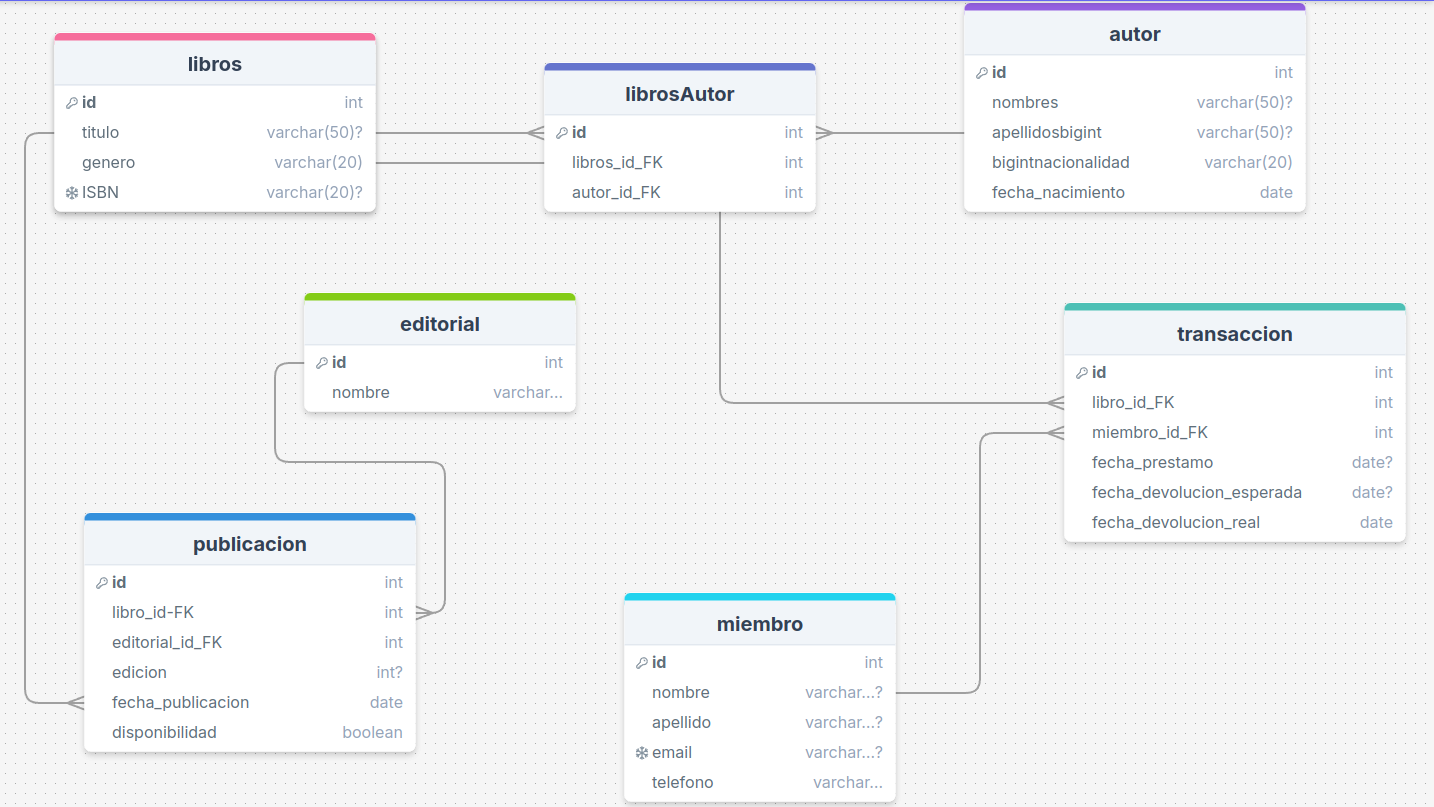 libros
id int
titulo varchar(50)?
genero varchar(20)
ISBN varchar(20)?
librosAutor
id int
libros_id_FK int
autor_id_FK int
autor
id int
nombres varchar(50)?
apellidosbigint varchar(50)?
bigintnacionalidad varchar(20)
fecha_nacimiento date
editorial
id int
nombre varchar...
transaccion
id int
libro_id_FK int
miembro_id_FK int
fecha_prestamo date?
fecha_devolucion_esperada date?
fecha_devolucion_real date
publicacion
id int
libro_id-FK int
editorial_id_FK int
edicion int?
fecha_publicacion date
disponibilidad boolean
miembro
id int
nombre varchar...?
apellido varchar...?
email varchar...?
telefono varchar...